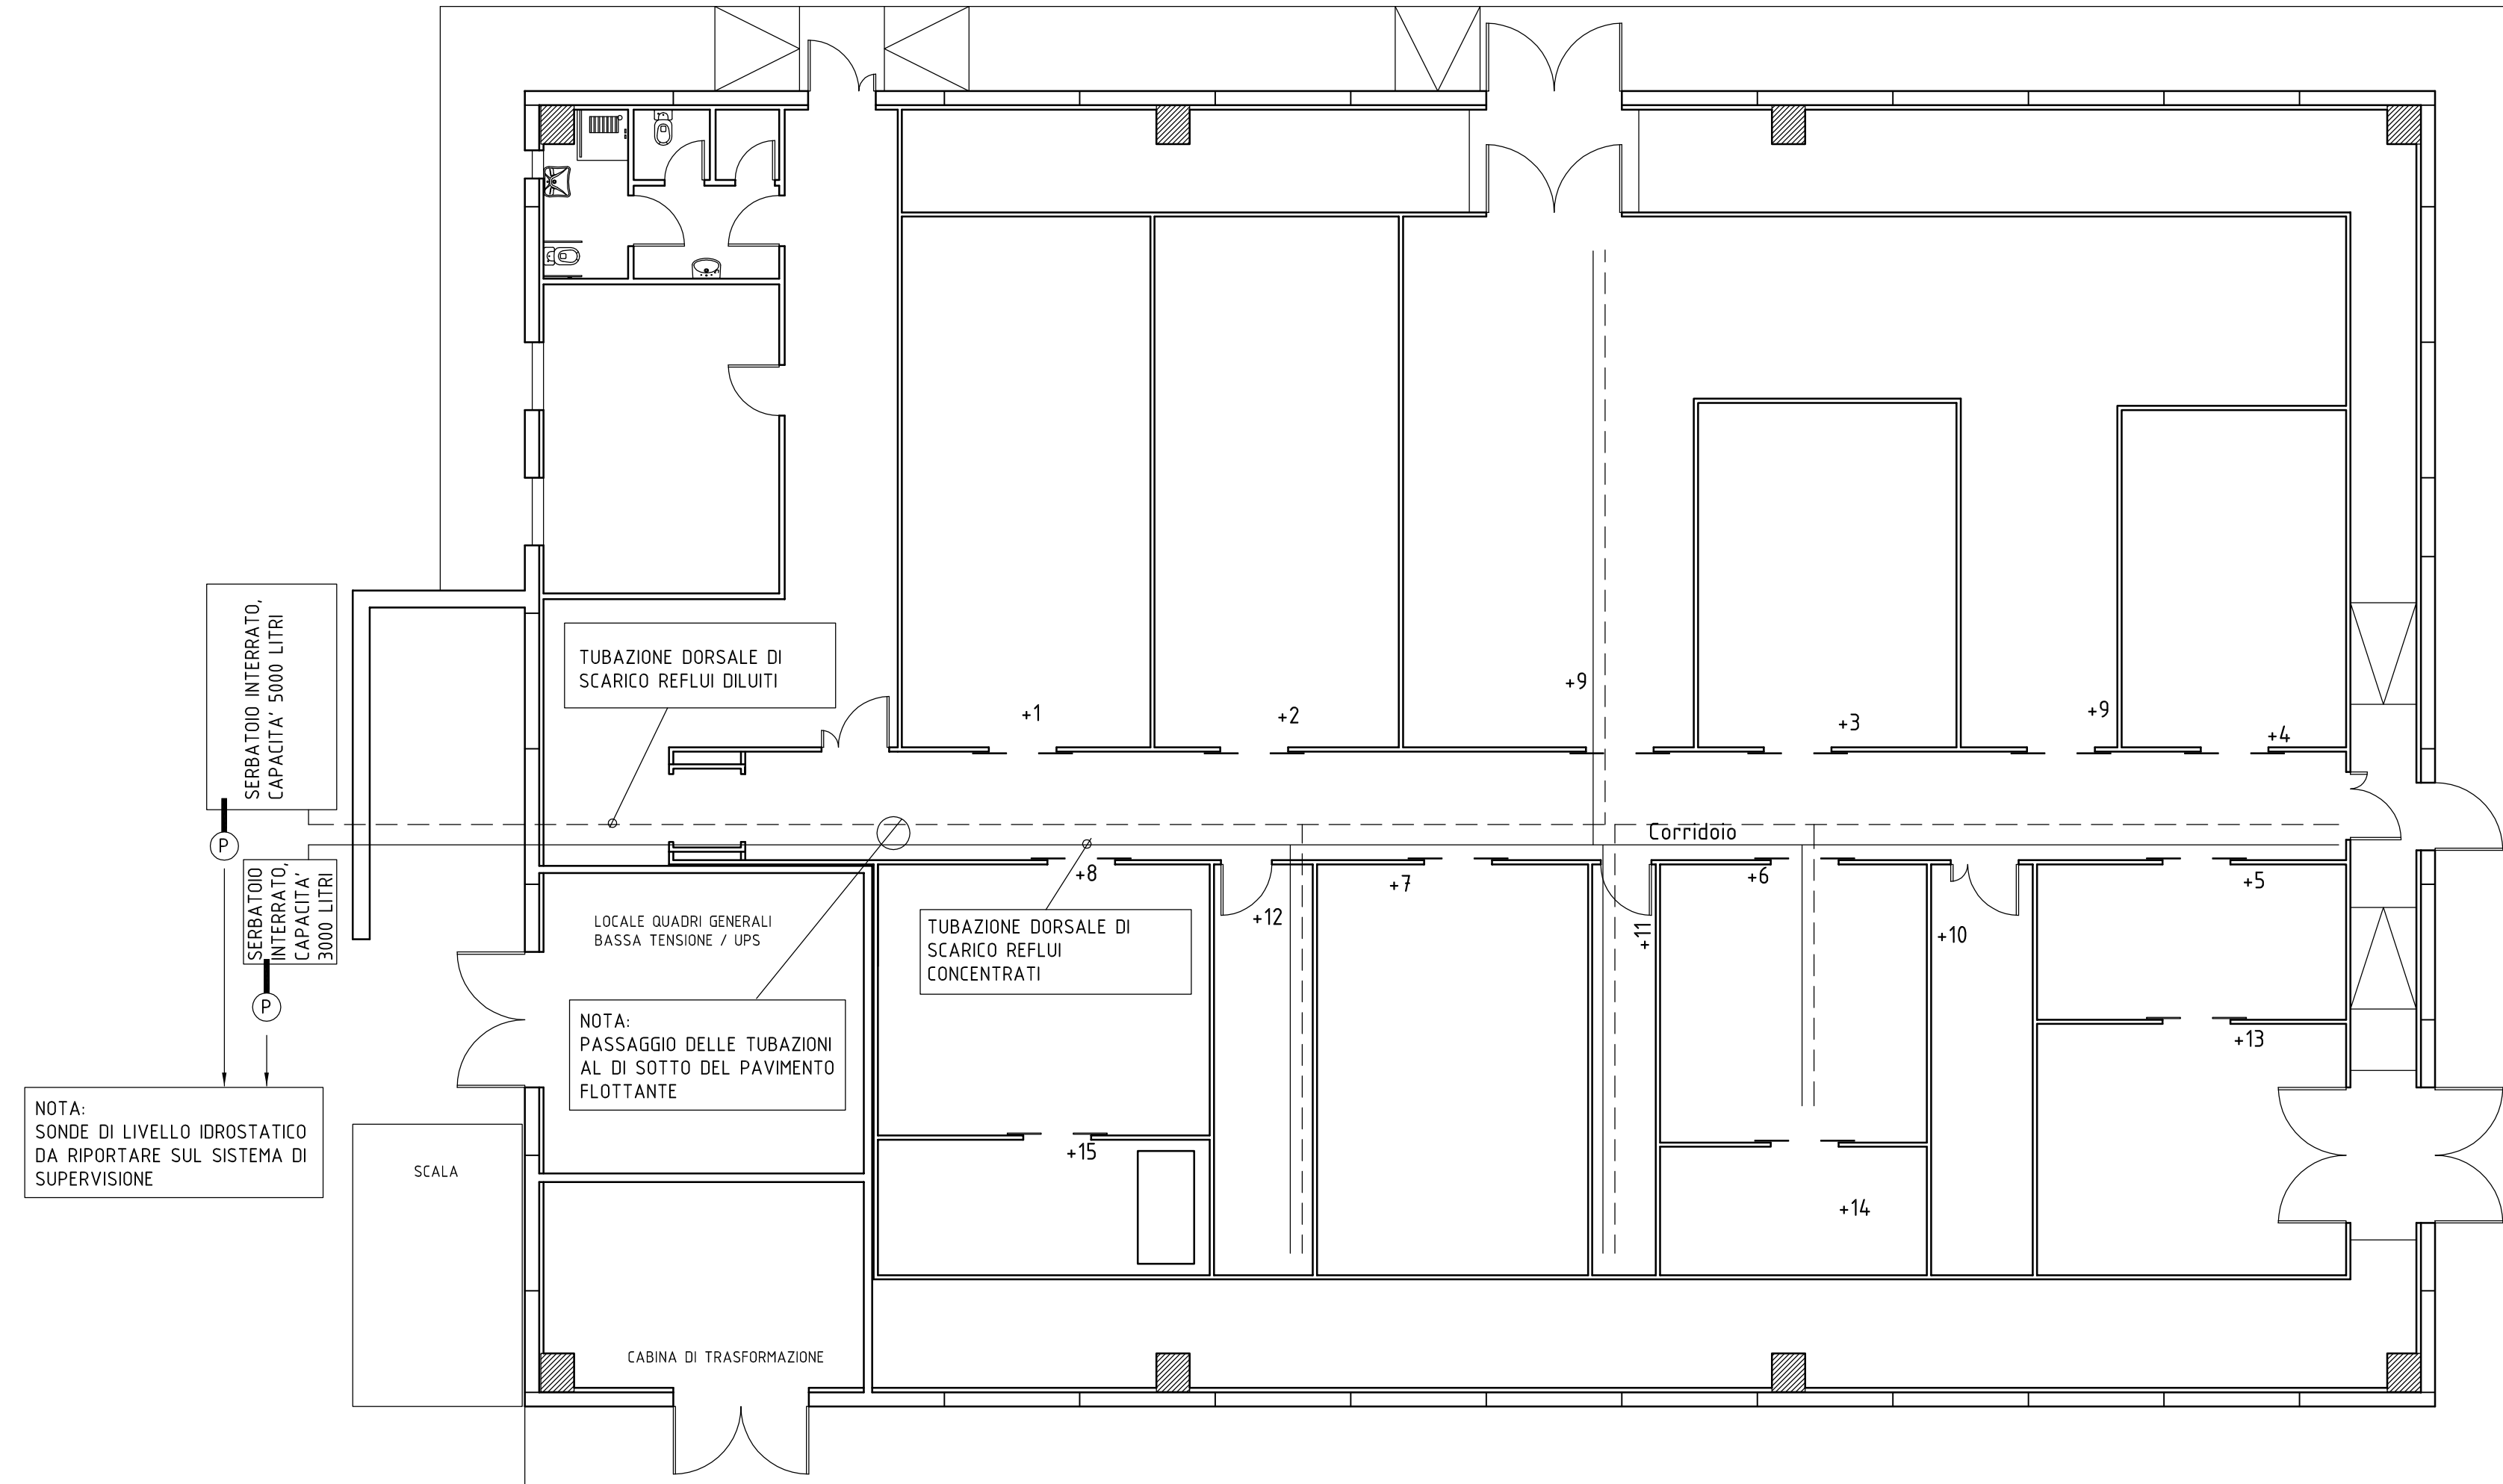 SERBATOIO INTERRATO,
CAPACITA' 5000 LITRI
TUBAZIONE DORSALE DI
SCARICO REFLUI DILUITI
+1
+2
+9
+3
+9
+4
P
SERBATOIO
INTERRATO,
CAPACITA'
3000 LITRI
P
Corridoio
+8
+7
+6
+5
+12
+11
+10
LOCALE QUADRI GENERALI
BASSA TENSIONE / UPS
TUBAZIONE DORSALE DI
SCARICO REFLUI
CONCENTRATI
NOTA:
PASSAGGIO DELLE TUBAZIONI
AL DI SOTTO DEL PAVIMENTO
FLOTTANTE
+13
NOTA:
SONDE DI LIVELLO IDROSTATICO
DA RIPORTARE SUL SISTEMA DI
SUPERVISIONE
SCALA
+15
+14
CABINA DI TRASFORMAZIONE